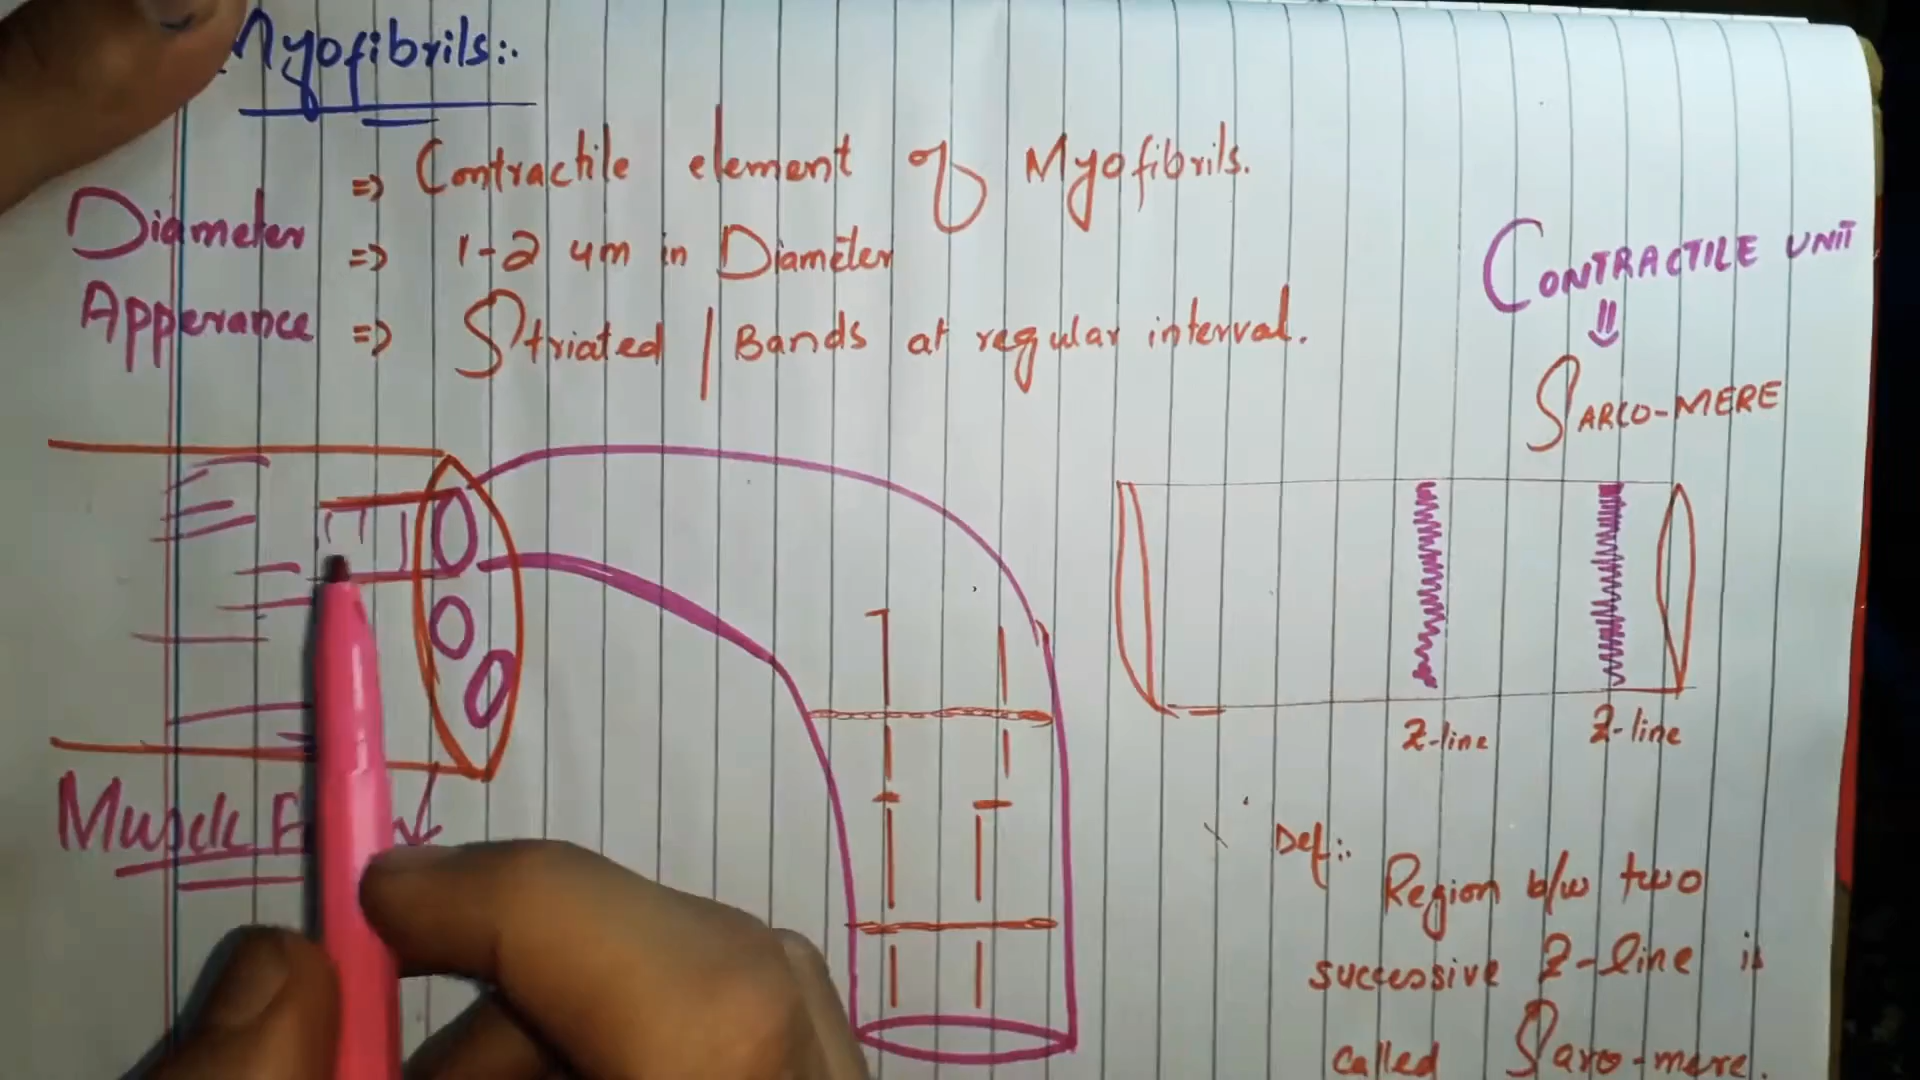 Myofibrils:.
=> Contractile element of Myofibrils.
Diameter => 1-2 um in Diameter
Apperance => Striated / Bands at regular interval.
CONTRACTILE UNIT
⇓
SARCO-MERE
Z-line Z-line
Muscle
Def:.
Region b/w two
successive Z-line is
called Sarco-mere.